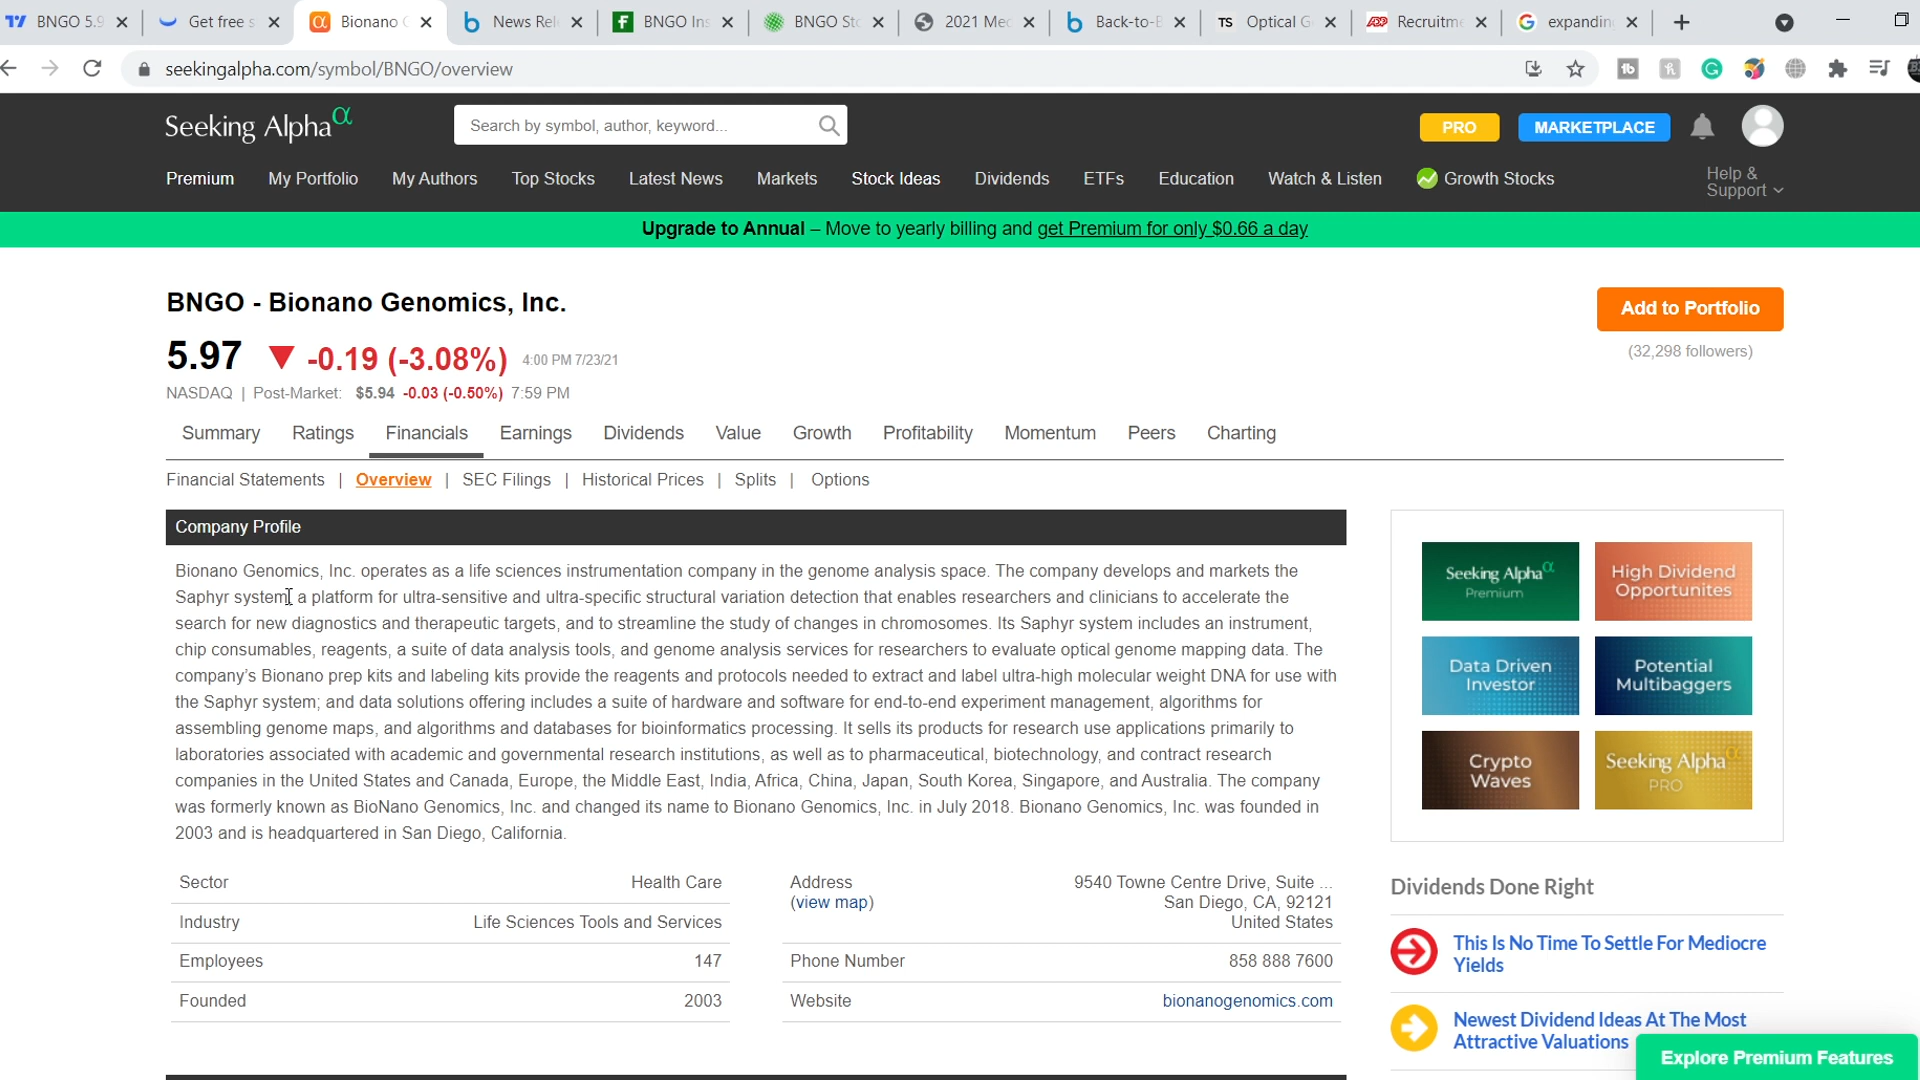 BNGO 5.9
Get free s
Bionano G
News Rel
BNGO Ins
BNGO Sto
2021 Med
Back-to-B
TS Optical G
ADP Recruitme
expanding
seekingalpha.com/symbol/BNGO/overview
Seeking Alpha α
Search by symbol, author, keyword...
PRO
MARKETPLACE
Premium My Portfolio My Authors Top Stocks Latest News Markets Stock Ideas Dividends ETFs Education Watch & Listen Growth Stocks
Help &
Support
Upgrade to Annual – Move to yearly billing and get Premium for only $0.66 a day
BNGO - Bionano Genomics, Inc.
Add to Portfolio
5.97 ▼ -0.19 (-3.08%) 4:00 PM 7/23/21
(32,298 followers)
NASDAQ | Post-Market: $5.94 -0.03 (-0.50%) 7:59 PM
Summary Ratings Financials Earnings Dividends Value Growth Profitability Momentum Peers Charting
Financial Statements | Overview | SEC Filings | Historical Prices | Splits | Options
Company Profile
Bionano Genomics, Inc. operates as a life sciences instrumentation company in the genome analysis space. The company develops and markets the
Saphyr system, a platform for ultra-sensitive and ultra-specific structural variation detection that enables researchers and clinicians to accelerate the
search for new diagnostics and therapeutic targets, and to streamline the study of changes in chromosomes. Its Saphyr system includes an instrument,
chip consumables, reagents, a suite of data analysis tools, and genome analysis services for researchers to evaluate optical genome mapping data. The
company's Bionano prep kits and labeling kits provide the reagents and protocols needed to extract and label ultra-high molecular weight DNA for use with
the Saphyr system; and data solutions offering includes a suite of hardware and software for end-to-end experiment management, algorithms for
assembling genome maps, and algorithms and databases for bioinformatics processing. It sells its products for research use applications primarily to
laboratories associated with academic and governmental research institutions, as well as to pharmaceutical, biotechnology, and contract research
companies in the United States and Canada, Europe, the Middle East, India, Africa, China, Japan, South Korea, Singapore, and Australia. The company
was formerly known as BioNano Genomics, Inc. and changed its name to Bionano Genomics, Inc. in July 2018. Bionano Genomics, Inc. was founded in
2003 and is headquartered in San Diego, California.
Sector Health Care
Industry Life Sciences Tools and Services
Employees 147
Founded 2003
Address 9540 Towne Centre Drive, Suite ...
(view map) San Diego, CA, 92121
United States
Phone Number 858 888 7600
Website bionanogenomics.com
Seeking Alpha α
Premium
High Dividend
Opportunites
Data Driven
Investor
Potential
Multibaggers
Crypto
Waves
Seeking Alpha α
PRO
Dividends Done Right
This Is No Time To Settle For Mediocre
Yields
Newest Dividend Ideas At The Most
Attractive Valuations
Explore Premium Features